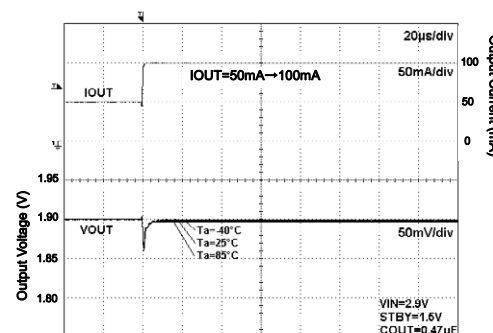 20μs/div
IOUT=50mA→100mA
50mA/div
IOUT
100
50
0
Output Current (mA)
1.95
1.90
1.85
1.80
Output Voltage (V)
VOUT
Ta=-40°C
Ta=25°C
Ta=85°C
50mV/div
VIN=2.9V
STBY=1.5V
COUT=0.47μF